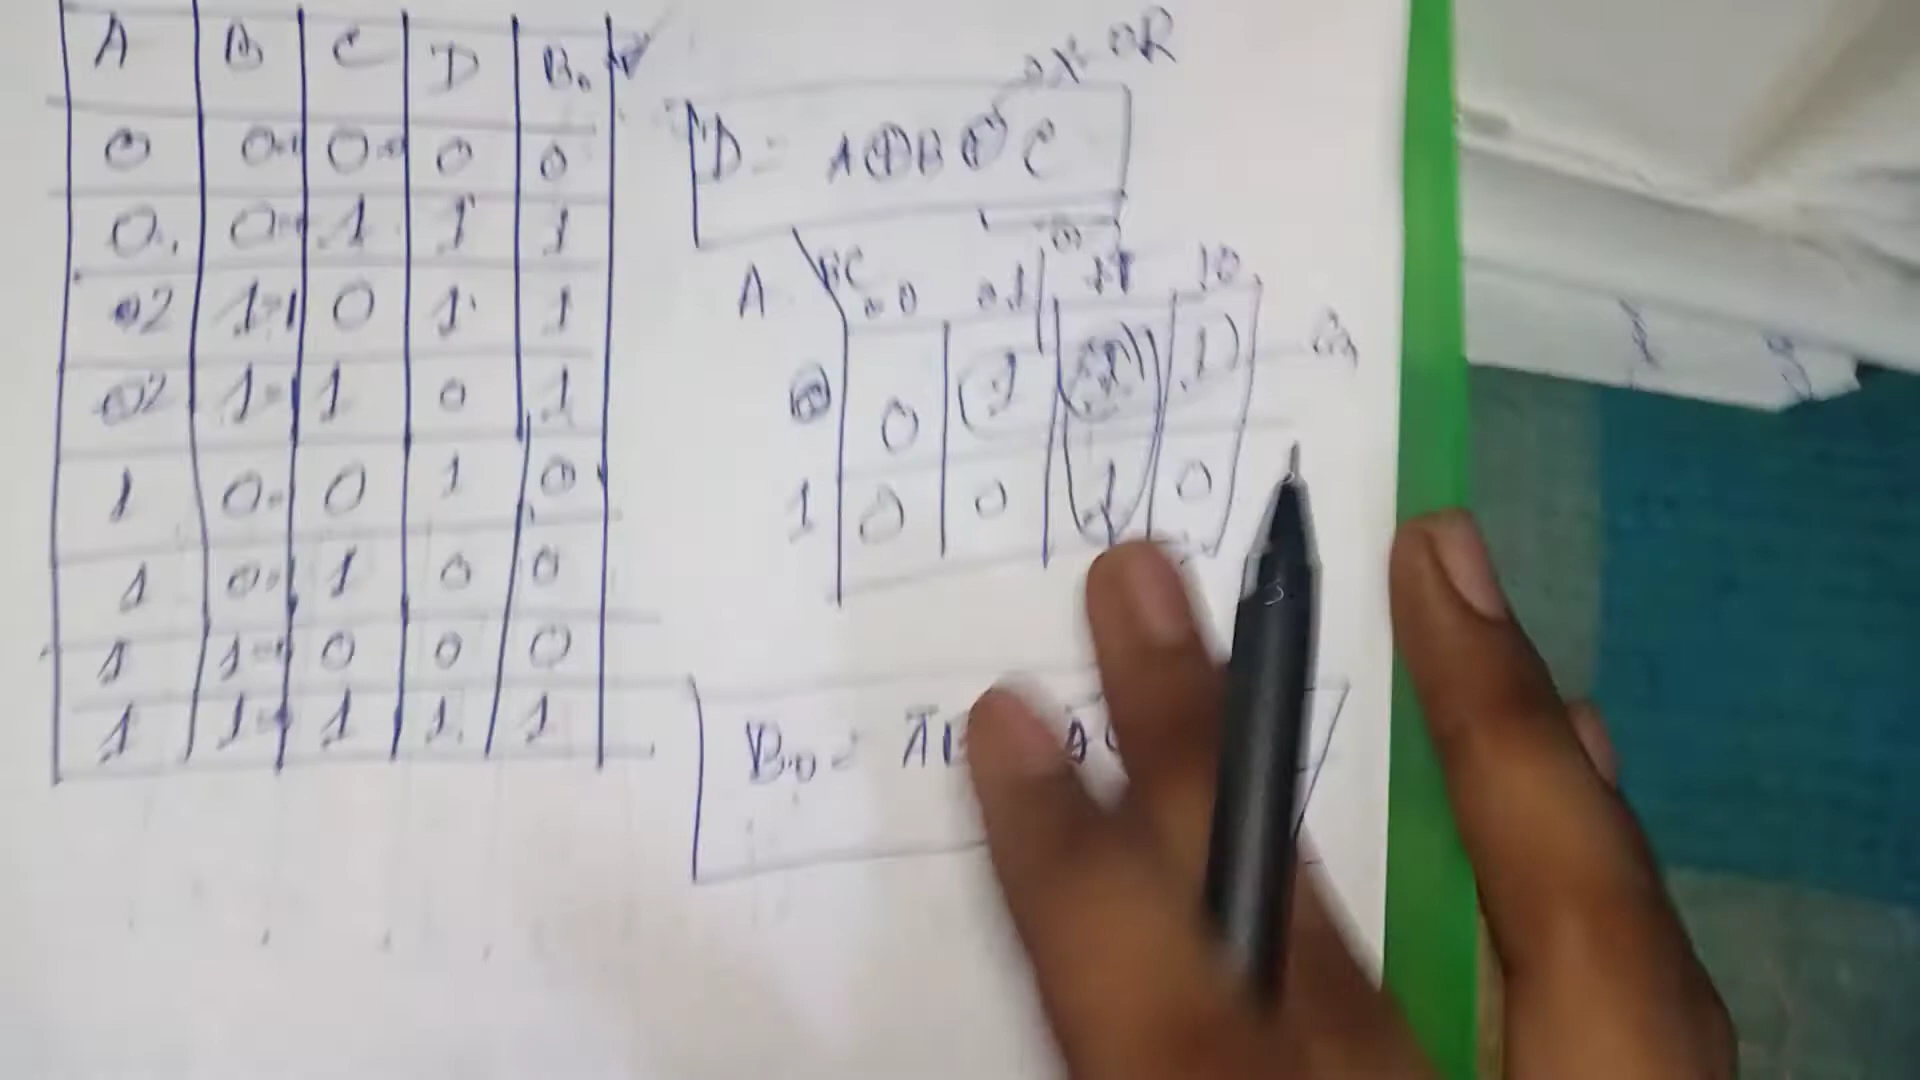 A B C D B₀
0 0 0 0 0
0 0 1 1 1
02 1 0 1 1
02 1 1 0 1
1 0 0 1 0
1 0 1 0 0
1 1 0 0 0
1 1 1 1 1
OR
D = A⊕B⊕C
A BC 00 01 11 10
0 0 1 1 1
1 0 0 1 0
B₀ =